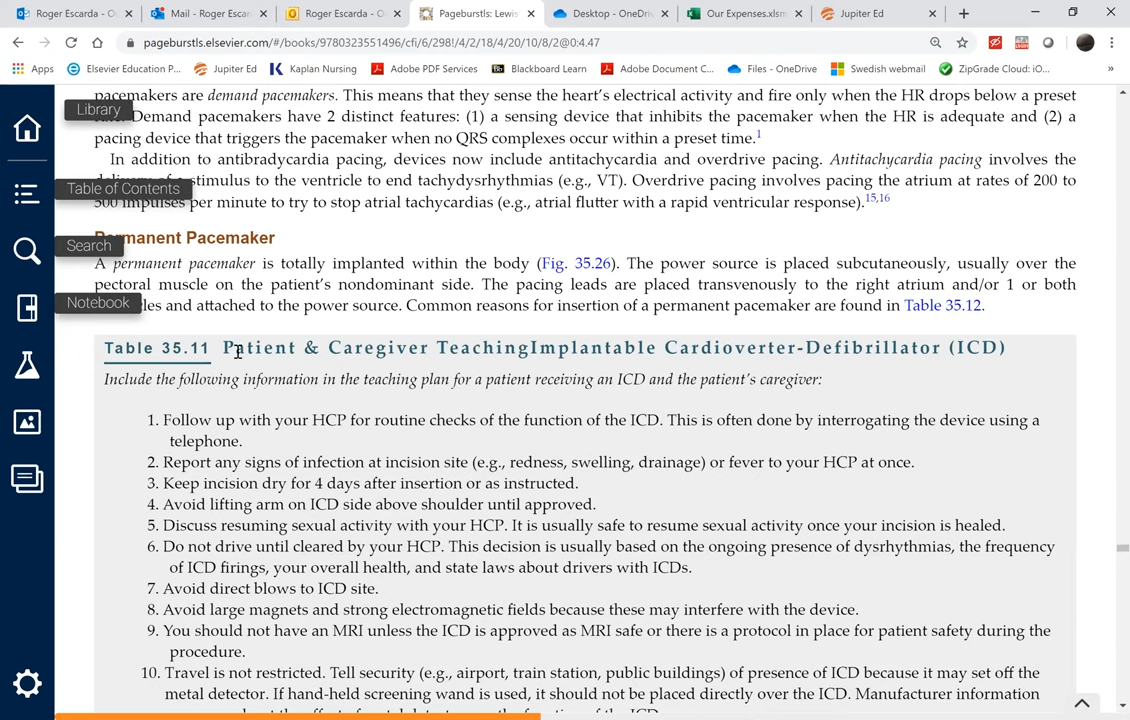 Roger Escarda - Ou
Mail - Roger Escar
Roger Escarda - C
Pageburstls: Lewis
Desktop - OneDriv
Our Expenses.xlsm
Jupiter Ed
pageburstls.elsevier.com/#/books/9780323551496/cfi/6/298!/4/2/18/4/20/10/8/2@0:4.47
Apps
Elsevier Education P...
Jupiter Ed
Kaplan Nursing
Adobe PDF Services
Blackboard Learn
Adobe Document C...
Files - OneDrive
Swedish webmail
ZipGrade Cloud: iO...
»
Library
Table of Contents
Search
Notebook
pacemakers are demand pacemakers. This means that they sense the heart's electrical activity and fire only when the HR drops below a preset
Demand pacemakers have 2 distinct features: (1) a sensing device that inhibits the pacemaker when the HR is adequate and (2) a
pacing device that triggers the pacemaker when no QRS complexes occur within a preset time.1
In addition to antibradycardia pacing, devices now include antitachycardia and overdrive pacing. Antitachycardia pacing involves the
delivery of a stimulus to the ventricle to end tachydysrhythmias (e.g., VT). Overdrive pacing involves pacing the atrium at rates of 200 to
500 impulses per minute to try to stop atrial tachycardias (e.g., atrial flutter with a rapid ventricular response).15,16
Permanent Pacemaker
A permanent pacemaker is totally implanted within the body (Fig. 35.26). The power source is placed subcutaneously, usually over the
pectoral muscle on the patient's nondominant side. The pacing leads are placed transvenously to the right atrium and/or 1 or both
and attached to the power source. Common reasons for insertion of a permanent pacemaker are found in Table 35.12.
Table 35.11 Patient & Caregiver TeachingImplantable Cardioverter-Defibrillator (ICD)
Include the following information in the teaching plan for a patient receiving an ICD and the patient's caregiver:
1. Follow up with your HCP for routine checks of the function of the ICD. This is often done by interrogating the device using a
telephone.
2. Report any signs of infection at incision site (e.g., redness, swelling, drainage) or fever to your HCP at once.
3. Keep incision dry for 4 days after insertion or as instructed.
4. Avoid lifting arm on ICD side above shoulder until approved.
5. Discuss resuming sexual activity with your HCP. It is usually safe to resume sexual activity once your incision is healed.
6. Do not drive until cleared by your HCP. This decision is usually based on the ongoing presence of dysrhythmias, the frequency
of ICD firings, your overall health, and state laws about drivers with ICDs.
7. Avoid direct blows to ICD site.
8. Avoid large magnets and strong electromagnetic fields because these may interfere with the device.
9. You should not have an MRI unless the ICD is approved as MRI safe or there is a protocol in place for patient safety during the
procedure.
10. Travel is not restricted. Tell security (e.g., airport, train station, public buildings) of presence of ICD because it may set off the
metal detector. If hand-held screening wand is used, it should not be placed directly over the ICD. Manufacturer information